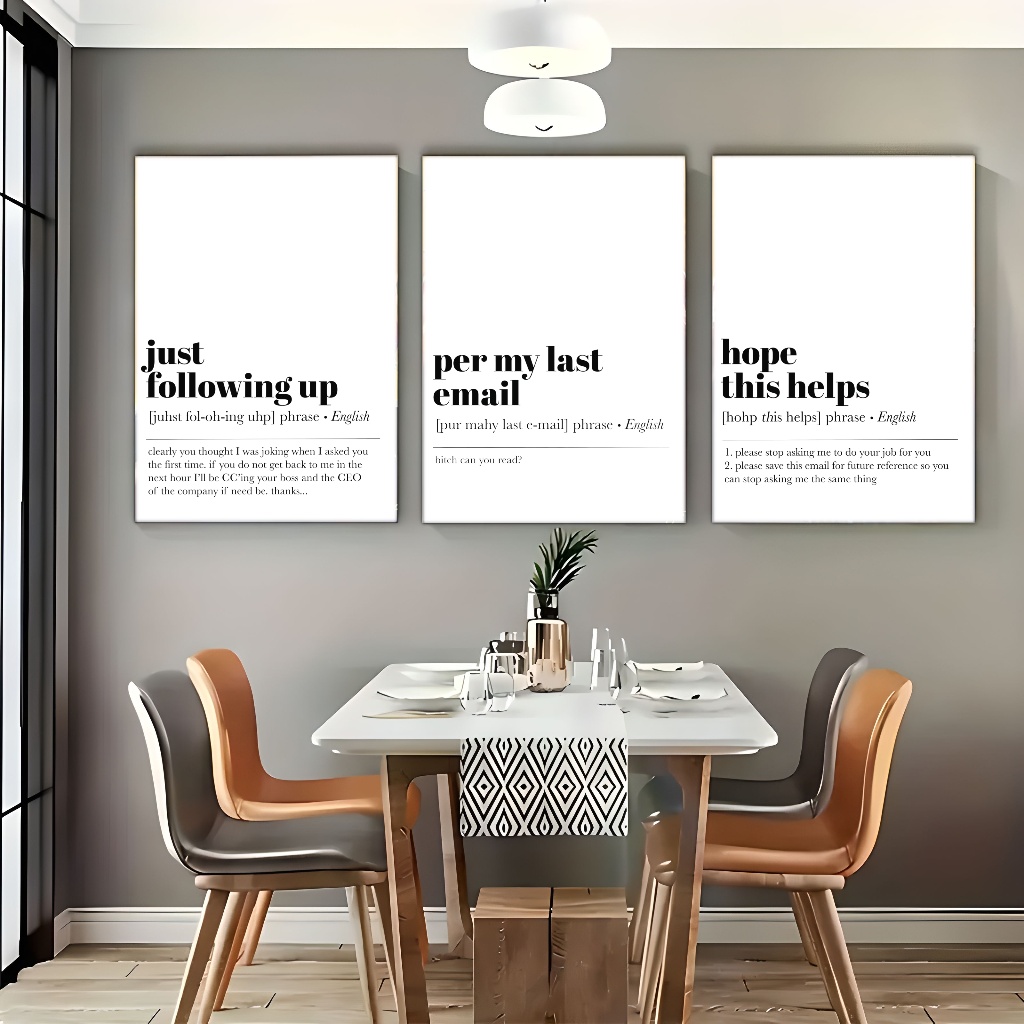 just
following up
[juhst fol-oh-ing uhp] phrase • English
clearly you thought I was joking when I asked you
the first time. if you do not get back to me in the
next hour I'll be CC'ing your boss and the CEO
of the company if need be. thanks...
per my last
email
[pur mahy last e-mail] phrase • English
bitch can you read?
hope
this helps
[hohp this helps] phrase • English
1. please stop asking me to do your job for you
2. please save this email for future reference so you
can stop asking me the same thing